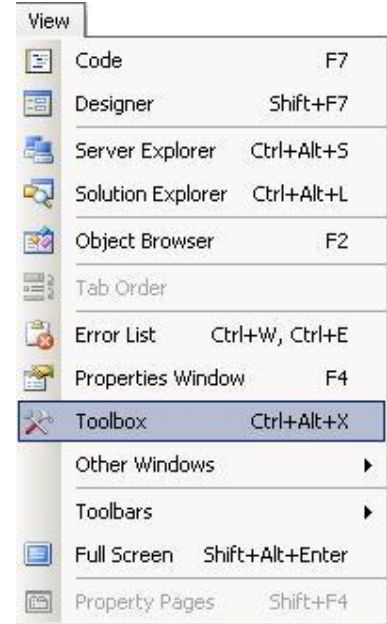 View
Code F7
Designer Shift+F7
Server Explorer Ctrl+Alt+S
Solution Explorer Ctrl+Alt+L
Object Browser F2
Tab Order
Error List Ctrl+W, Ctrl+E
Properties Window F4
Toolbox Ctrl+Alt+X
Other Windows
Toolbars
Full Screen Shift+Alt+Enter
Property Pages Shift+F4